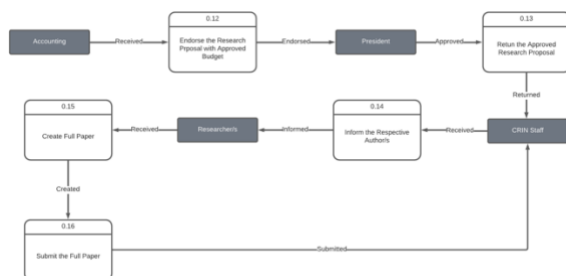 0.12
0.13
Accounting
Received
Endorse the Research
Prposal with Approved
Budget
Endorsed
President
Approved
Retun the Approved
Research Proposal
Returned
0.15
0.14
Create Full Paper
Received
Researcher/s
Informed
Inform the Respective
Author/s
Received
CRIN Staff
Created
0.16
Submit the Full Paper
Submitted